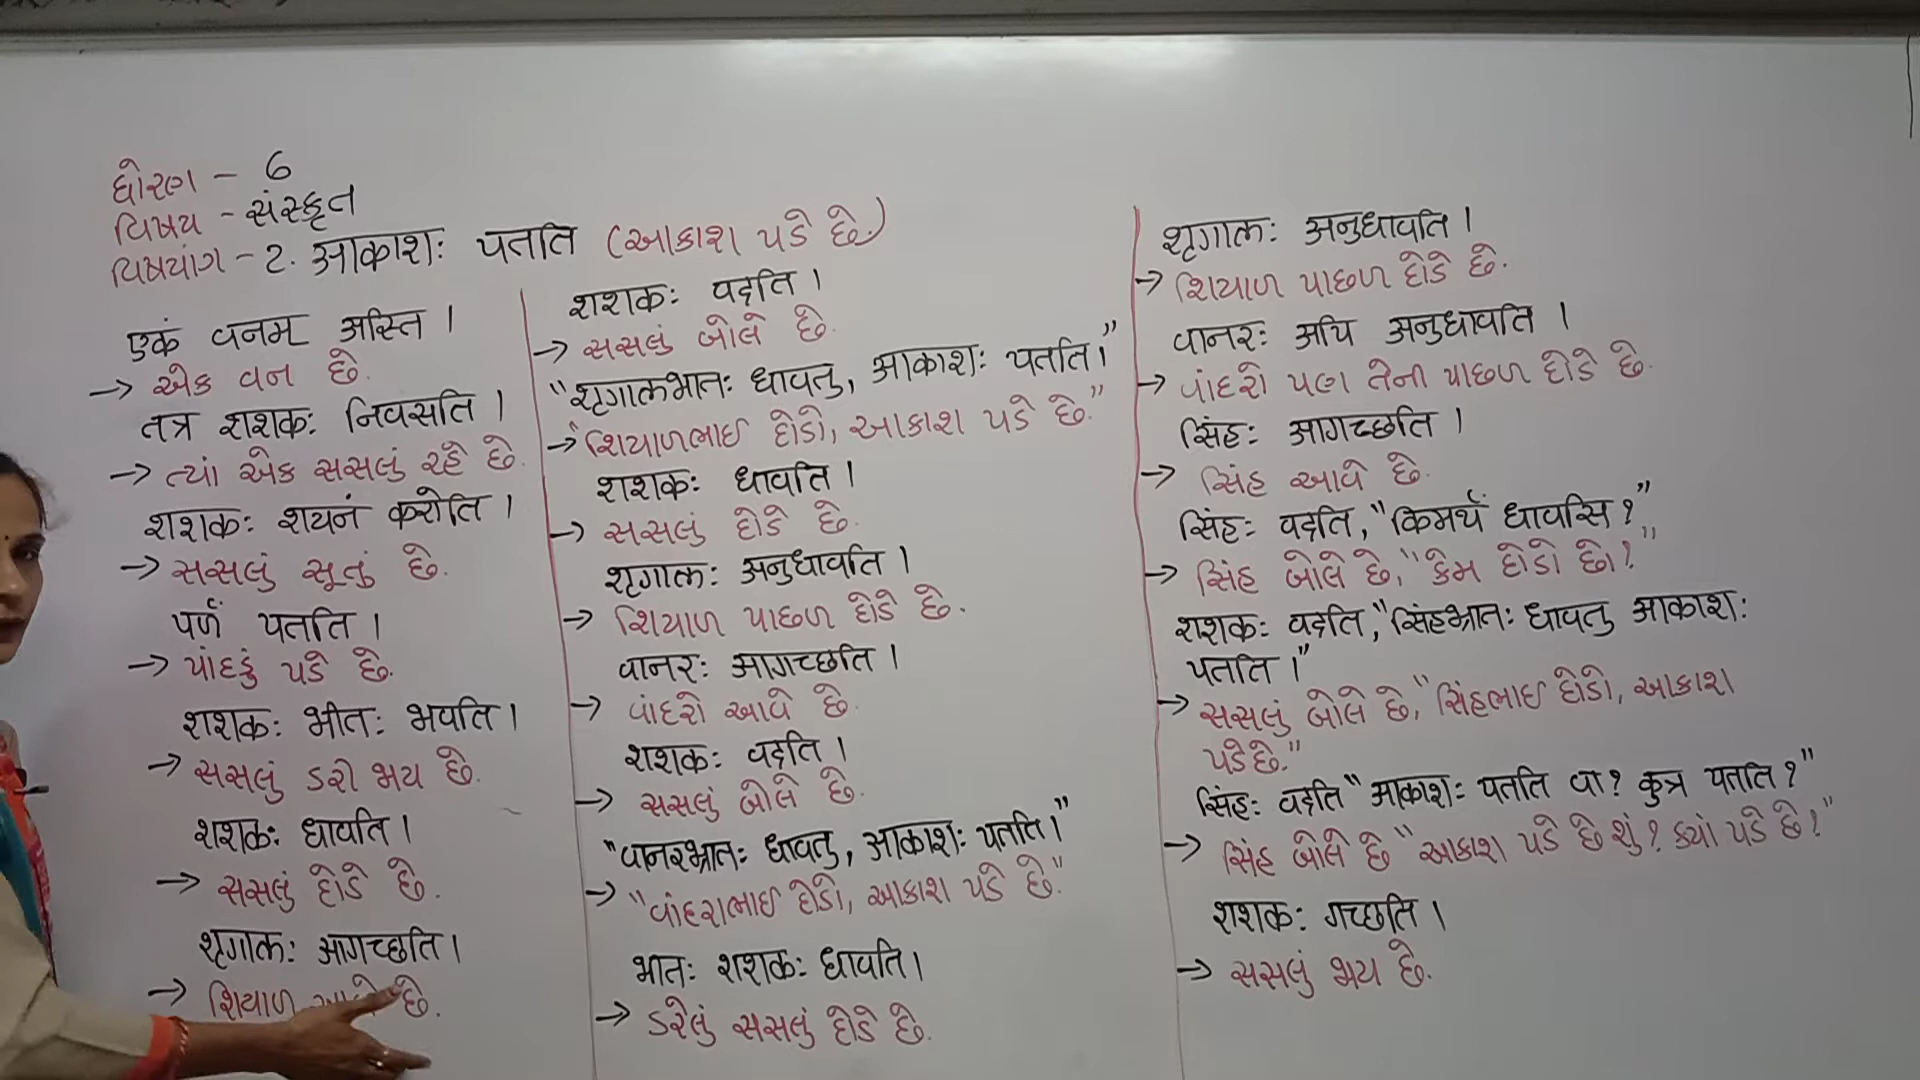 ધોરણ - 6
વિષય - સંસ્કૃત
વિષયાંગ - 2. आकाशः पतति (આકાશ પડે છે.)
एकं वनम् अस्ति ।
→ એક વન છે.
तत्र शशकः निवसति ।
→ ત્યાં એક સસલું રહે છે.
शशकः शयनं करोति ।
→ સસલું સૂતું છે.
पर्णं पतति ।
→ પાંદડું પડે છે.
शशकः भीतः भवति ।
→ સસલું ડરી જાય છે.
शशकः धावति ।
→ સસલું દોડે છે.
शृगालः आगच्छति ।
→ શિયાળ આવે છે.
शशकः वदति ।
→ સસલું બોલે છે.
"शृगालभ्रातः धावतु, आकाशः पतति ।"
→ "શિયાળભાઈ દોડો, આકાશ પડે છે."
शशकः धावति ।
→ સસલું દોડે છે.
शृगालः अनुधावति ।
→ શિયાળ પાછળ દોડે છે.
वानरः आगच्छति ।
→ વાંદરો આવે છે.
शशकः वदति ।
→ સસલું બોલે છે.
"वानरभ्रातः धावतु, आकाशः पतति ।"
→ "વાંદરાભાઈ દોડો, આકાશ પડે છે."
भीतः शशकः धावति ।
→ ડરેલું સસલું દોડે છે.
शृगालः अनुधावति ।
→ શિયાળ પાછળ દોડે છે.
वानरः अपि अनुधावति ।
→ વાંદરો પણ તેની પાછળ દોડે છે.
सिंहः आगच्छति ।
→ સિંહ આવે છે.
सिंहः वदति, "किमर्थं धावसि ?"
→ સિંહ બોલે છે, "કેમ દોડો છો ?"
शशकः वदति, "सिंहभ्रातः धावतु आकाशः
पतति ।"
→ સસલું બોલે છે, "સિંહભાઈ દોડો, આકાશ
પડે છે."
सिंहः वदति "आकाशः पतति वा ? कुत्र पतति ?"
→ સિંહ બોલે છે "આકાશ પડે છે શું ? ક્યાં પડે છે ?"
शशकः गच्छति ।
→ સસલું જાય છે.